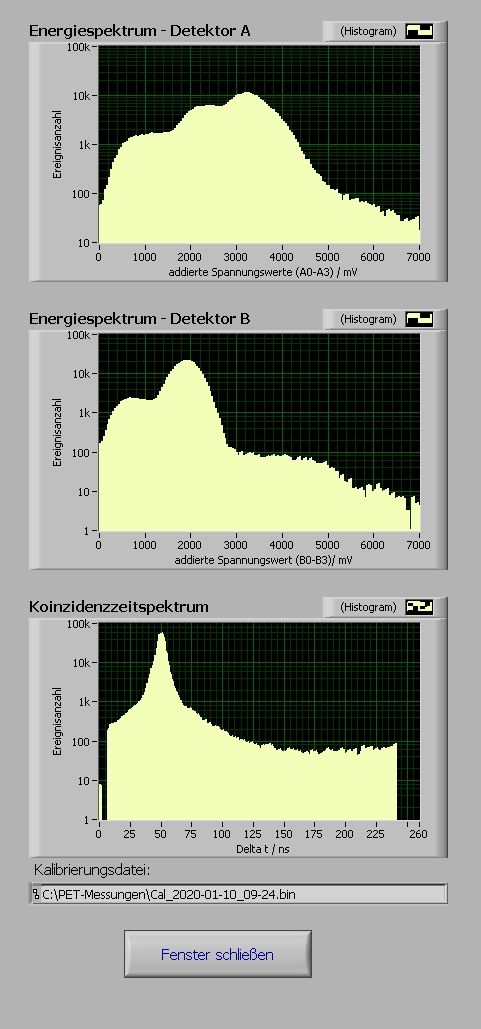 Energiespektrum - Detektor A
(Histogram)
100k
10k
1k
100
10
Ereignisanzahl
0 1000 2000 3000 4000 5000 6000 7000
addierte Spannungswerte (A0-A3) / mV
Energiespektrum - Detektor B
(Histogram)
100k
10k
1k
100
10
1
Ereignisanzahl
0 1000 2000 3000 4000 5000 6000 7000
addierte Spannungswert (B0-B3)/ mV
Koinzidenzzeitspektrum
(Histogram)
100k
10k
1k
100
10
1
Ereignisanzahl
0 25 50 75 100 125 150 175 200 225 260
Delta t / ns
Kalibrierungsdatei:
C:\PET-Messungen\Cal_2020-01-10_09-24.bin
Fenster schließen